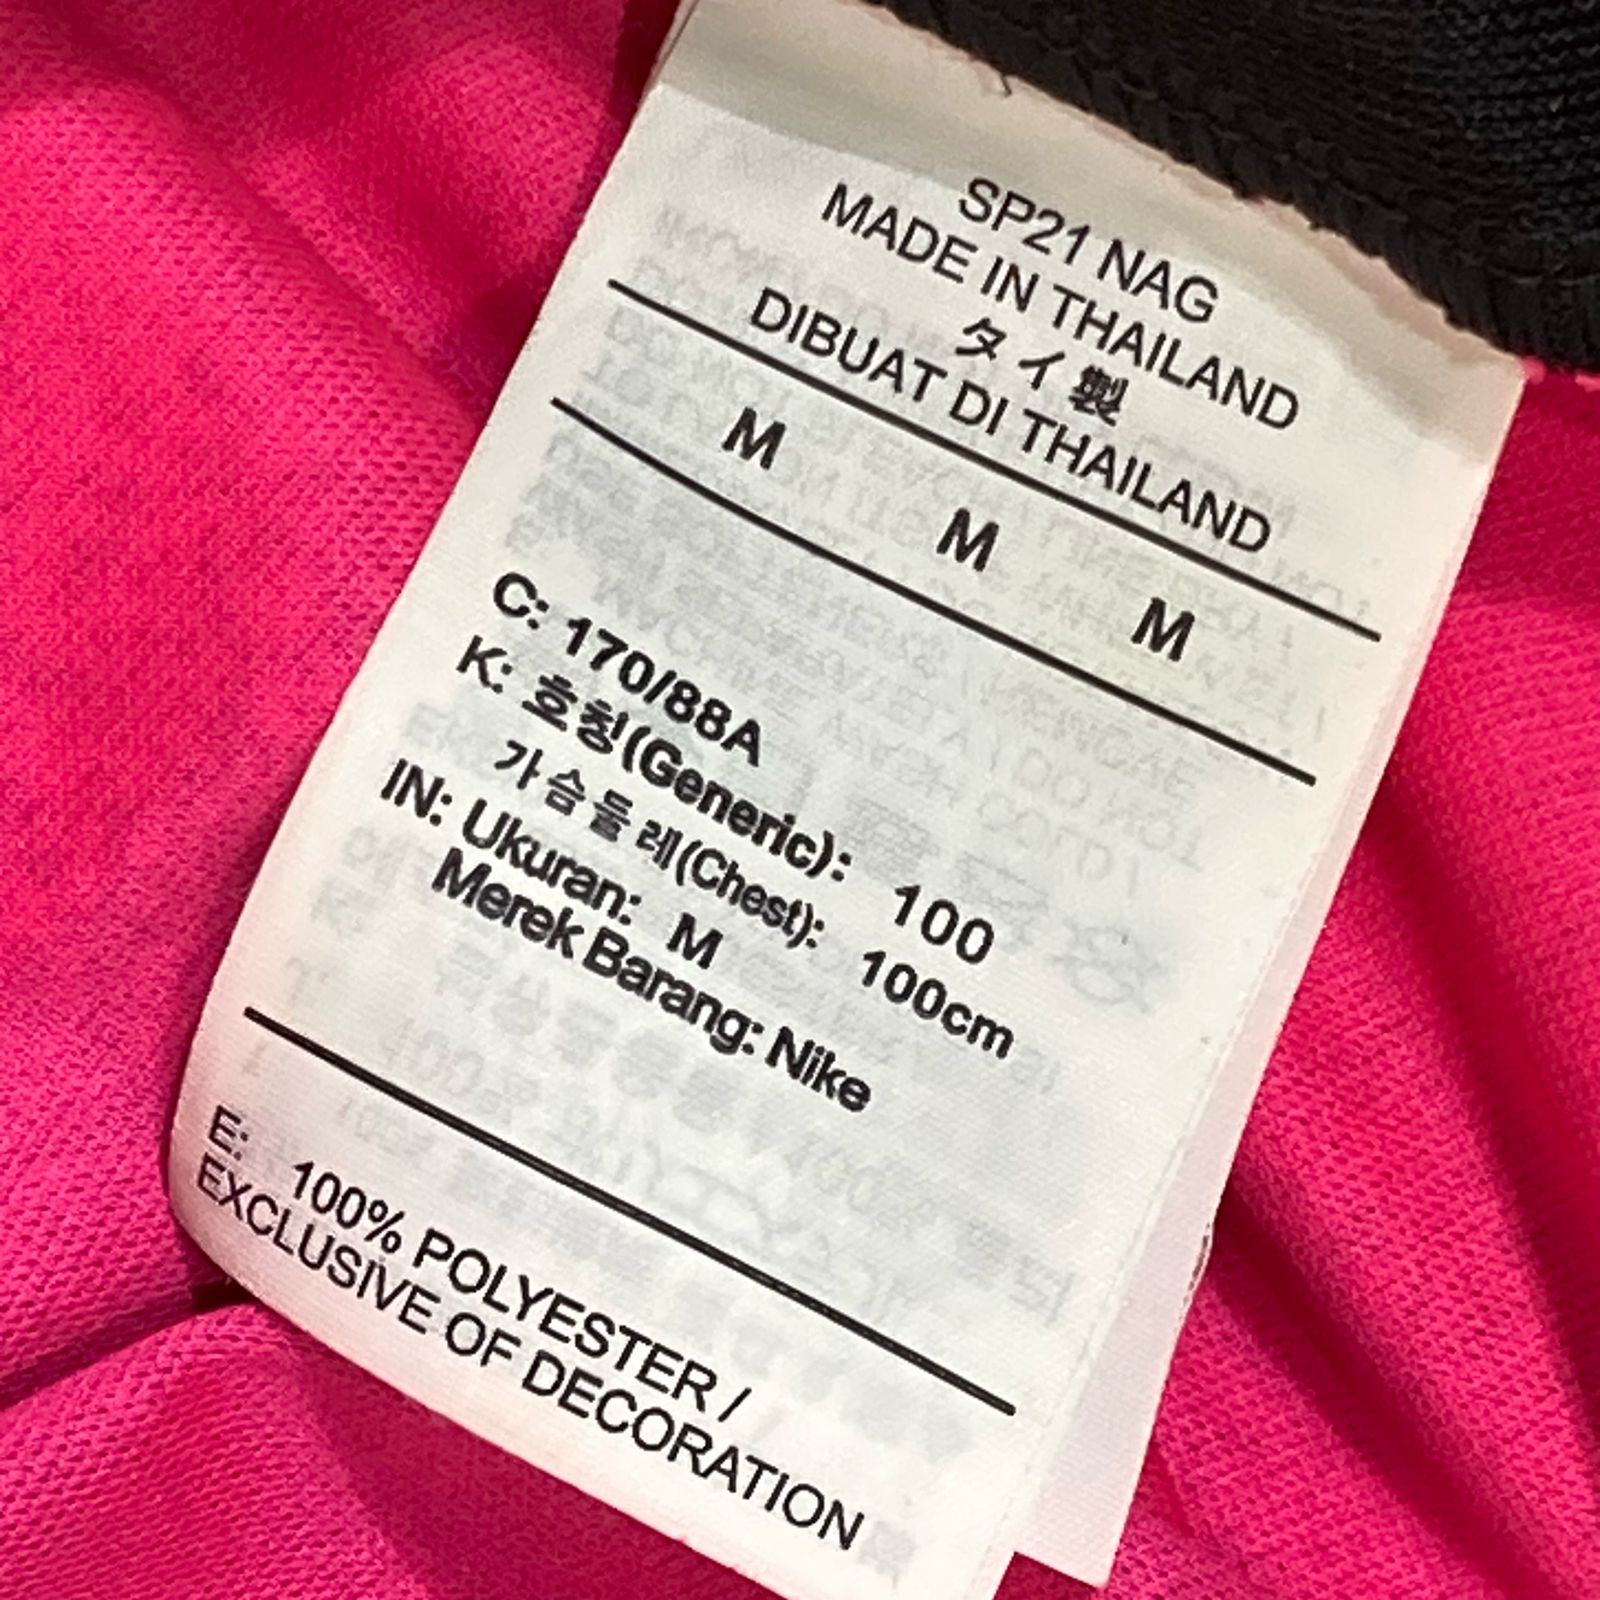 SP21 NAG
MADE IN THAILAND
タイ製
DIBUAT DI THAILAND
M M M
C: 170/88A
K: 호칭(Generic): 100
가슴둘레(Chest): 100cm
IN: Ukuran: M
Merek Barang: Nike
E: 100% POLYESTER /
EXCLUSIVE OF DECORATION